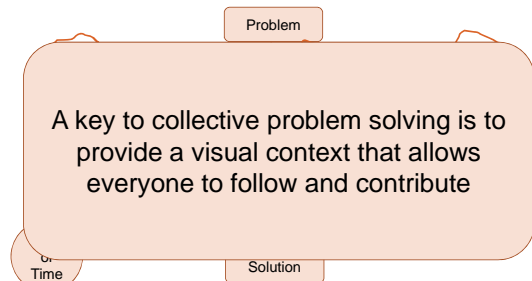 Problem
A key to collective problem solving is to
provide a visual context that allows
everyone to follow and contribute
of
Time
Solution